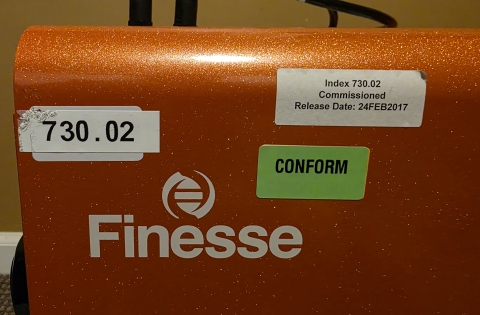 Index 730.02
Commissioned
Release Date: 24FEB2017
730.02
CONFORM
Finesse